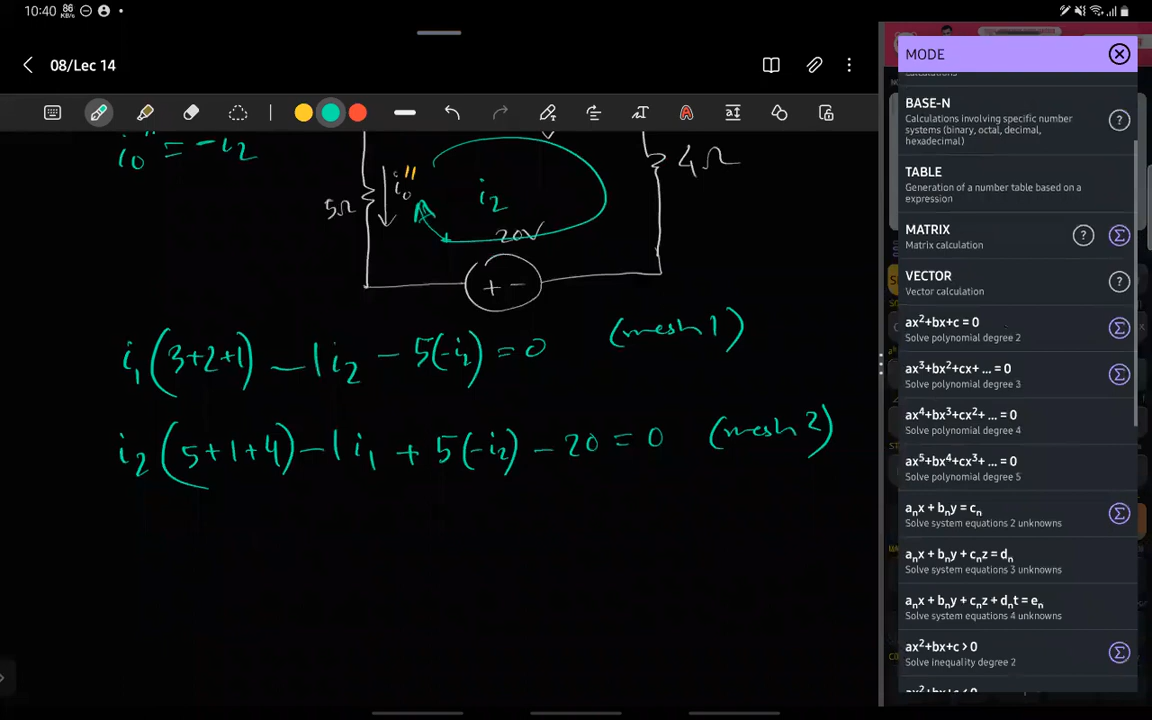 10:40 86 KB/s
08/Lec 14
i₀'' = -i₂
5Ω
i₀''
i₂
20V
4Ω
+ -
i₁(3+2+1) - 1i₂ - 5(-i₂) = 0 (mesh 1)
i₂(5+1+4) - 1i₁ + 5(-i₂) - 20 = 0 (mesh 2)
MODE
BASE-N
Calculations involving specific number
systems (binary, octal, decimal,
hexadecimal)
?
TABLE
Generation of a number table based on a
expression
MATRIX
Matrix calculation
? Σ
VECTOR
Vector calculation
?
ax²+bx+c = 0
Solve polynomial degree 2
Σ
ax³+bx²+cx+ ... = 0
Solve polynomial degree 3
Σ
ax⁴+bx³+cx²+ ... = 0
Solve polynomial degree 4
ax⁵+bx⁴+cx³+ ... = 0
Solve polynomial degree 5
aₙx + bₙy = cₙ
Solve system equations 2 unknowns
Σ
aₙx + bₙy + cₙz = dₙ
Solve system equations 3 unknowns
aₙx + bₙy + cₙz + dₙt = eₙ
Solve system equations 4 unknowns
ax²+bx+c > 0
Solve inequality degree 2
Σ